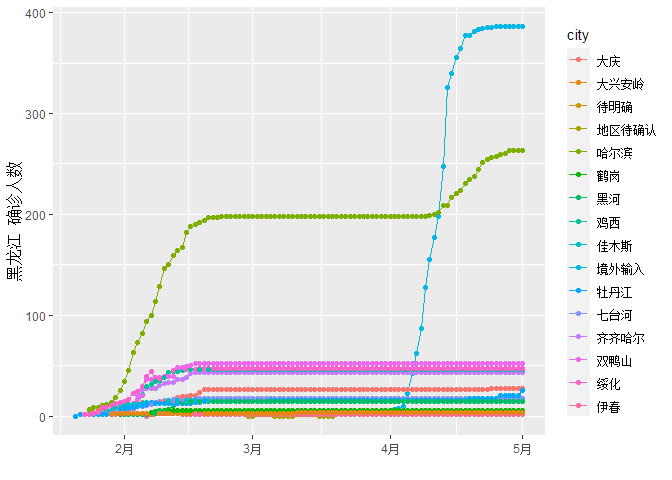 黑龙江 确诊人数
400
300
200
100
0
2月
3月
4月
5月
city
大庆
大兴安岭
待明确
地区待确认
哈尔滨
鹤岗
黑河
鸡西
佳木斯
境外输入
牡丹江
七台河
齐齐哈尔
双鸭山
绥化
伊春